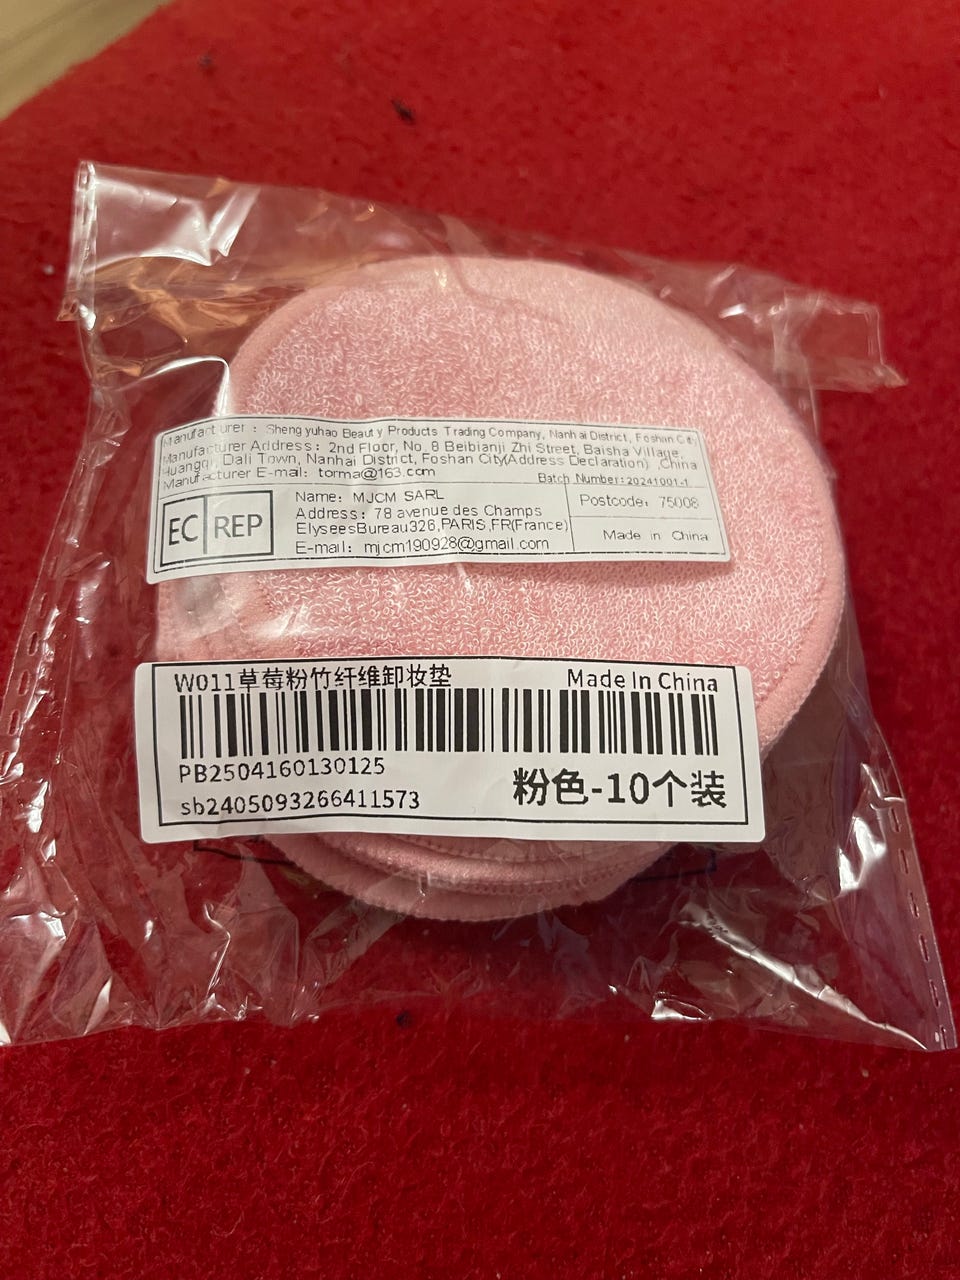 Manufacturer : Sheng yuhao Beauty Products Trading Company, Nanhai District, Foshan City
Manufacturer Address: 2nd Floor, No. 8 Beibianji Zhi Street, Baisha Village,
Huangqi, Dali Town, Nanhai District, Foshan City(Address Declaration) ,China
Manufacturer E-mail: torma@163.com
Batch Number:20241001-1
EC REP
Name: MJCM SARL
Address: 78 avenue des Champs
ElyseesBureau326,PARIS,FR(France)
E-mail: mjcm190928@gmail.com
Postcode: 75008
Made in China
W011草莓粉竹纤维卸妆垫 Made In China
PB2504160130125
sb2405093266411573
粉色-10个装